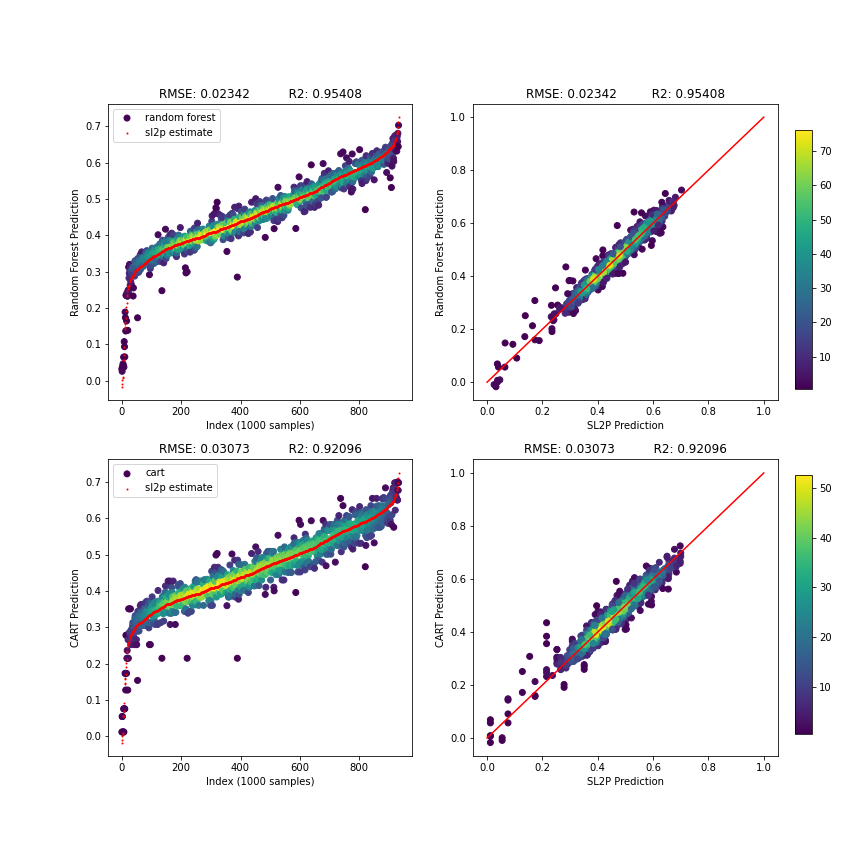 RMSE: 0.02342 R2: 0.95408
random forest
sl2p estimate
Random Forest Prediction
0.7
0.6
0.5
0.4
0.3
0.2
0.1
0.0
0 200 400 600 800
Index (1000 samples)
RMSE: 0.02342 R2: 0.95408
Random Forest Prediction
1.0
0.8
0.6
0.4
0.2
0.0
0.0 0.2 0.4 0.6 0.8 1.0
SL2P Prediction
70
60
50
40
30
20
10
RMSE: 0.03073 R2: 0.92096
cart
sl2p estimate
CART Prediction
0.7
0.6
0.5
0.4
0.3
0.2
0.1
0.0
0 200 400 600 800
Index (1000 samples)
RMSE: 0.03073 R2: 0.92096
CART Prediction
1.0
0.8
0.6
0.4
0.2
0.0
0.0 0.2 0.4 0.6 0.8 1.0
SL2P Prediction
50
40
30
20
10